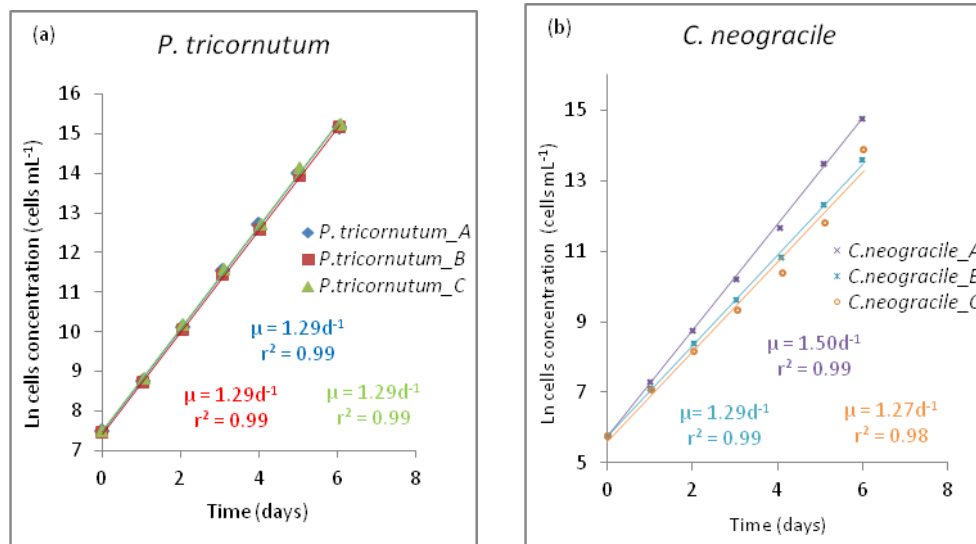 (a)
P. tricornutum
Ln cells concentration (cells mL⁻¹)
16
15
14
13
12
11
10
9
8
7
P.tricornutum_A
P.tricornutum_B
P.tricornutum_C
μ = 1.29d⁻¹
r² = 0.99
μ = 1.29d⁻¹
r² = 0.99
μ = 1.29d⁻¹
r² = 0.99
0 2 4 6 8
Time (days)
(b)
C. neogracile
Ln cells concentration (cells mL⁻¹)
15
13
11
9
7
5
C.neogracile_A
C.neogracile_B
C.neogracile_C
μ = 1.50d⁻¹
r² = 0.99
μ = 1.29d⁻¹
r² = 0.99
μ = 1.27d⁻¹
r² = 0.98
0 2 4 6 8
Time (days)